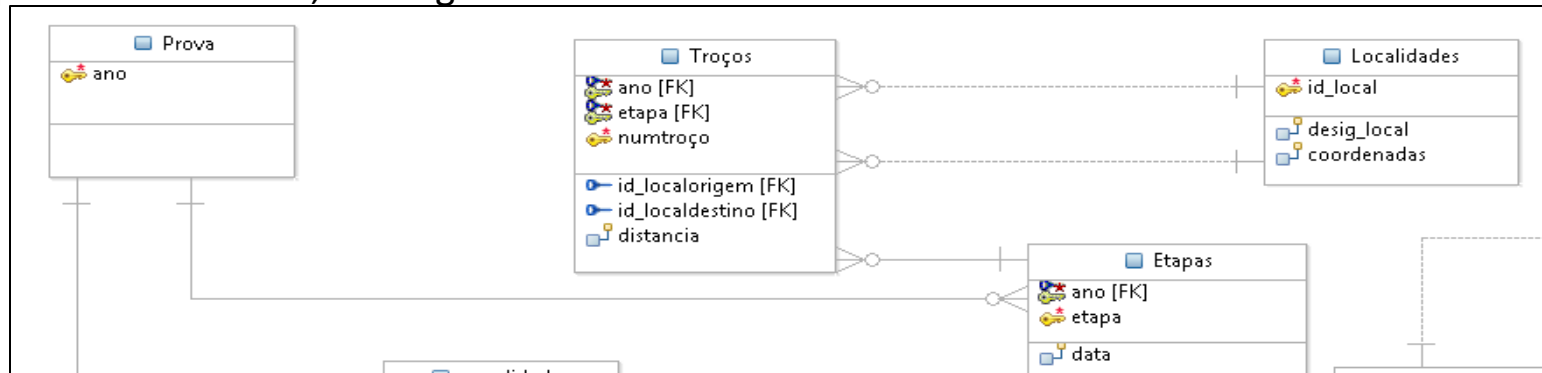 Prova
ano
Troços
ano [FK]
etapa [FK]
numtroço
id_localorigem [FK]
id_localdestino [FK]
distancia
Localidades
id_local
desig_local
coordenadas
Etapas
ano [FK]
etapa
data